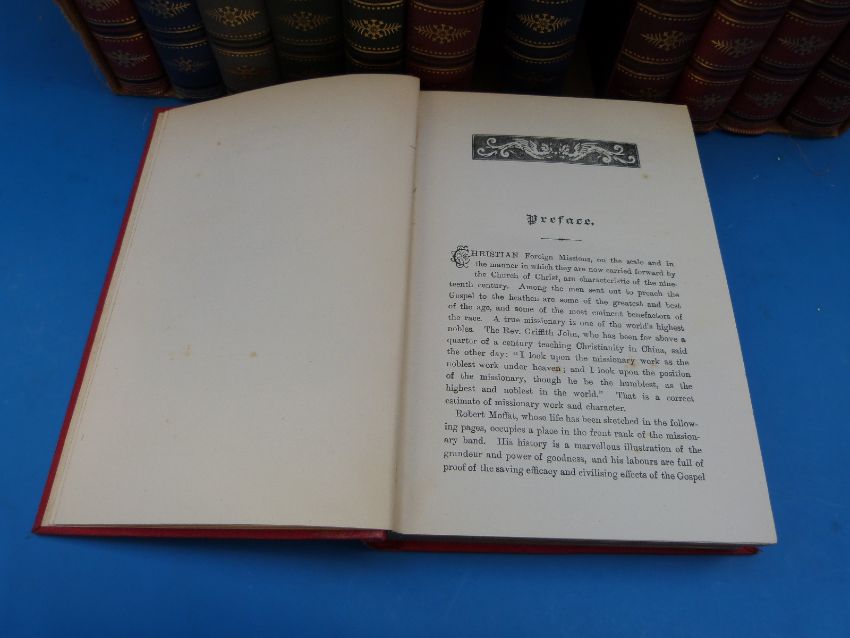 Preface.
CHRISTIAN Foreign Missions, on the scale and in
the manner in which they are now carried forward by
the Church of Christ, are characteristic of the nine-
teenth century. Among the men sent out to preach the
Gospel to the heathen are some of the greatest and best
of the age, and some of the most eminent benefactors of
the race. A true missionary is one of the world's highest
nobles. The Rev. Griffith John, who has been for above a
quarter of a century teaching Christianity in China, said
the other day: "I look upon the missionary work as the
noblest work under heaven; and I look upon the position
of the missionary, though he be the humblest, as the
highest and noblest in the world." That is a correct
estimate of missionary work and character.
Robert Moffat, whose life has been sketched in the follow-
ing pages, occupies a place in the front rank of the mission-
ary band. His history is a marvellous illustration of the
grandeur and power of goodness, and his labours are full of
proof of the saving efficacy and civilising effects of the Gospel